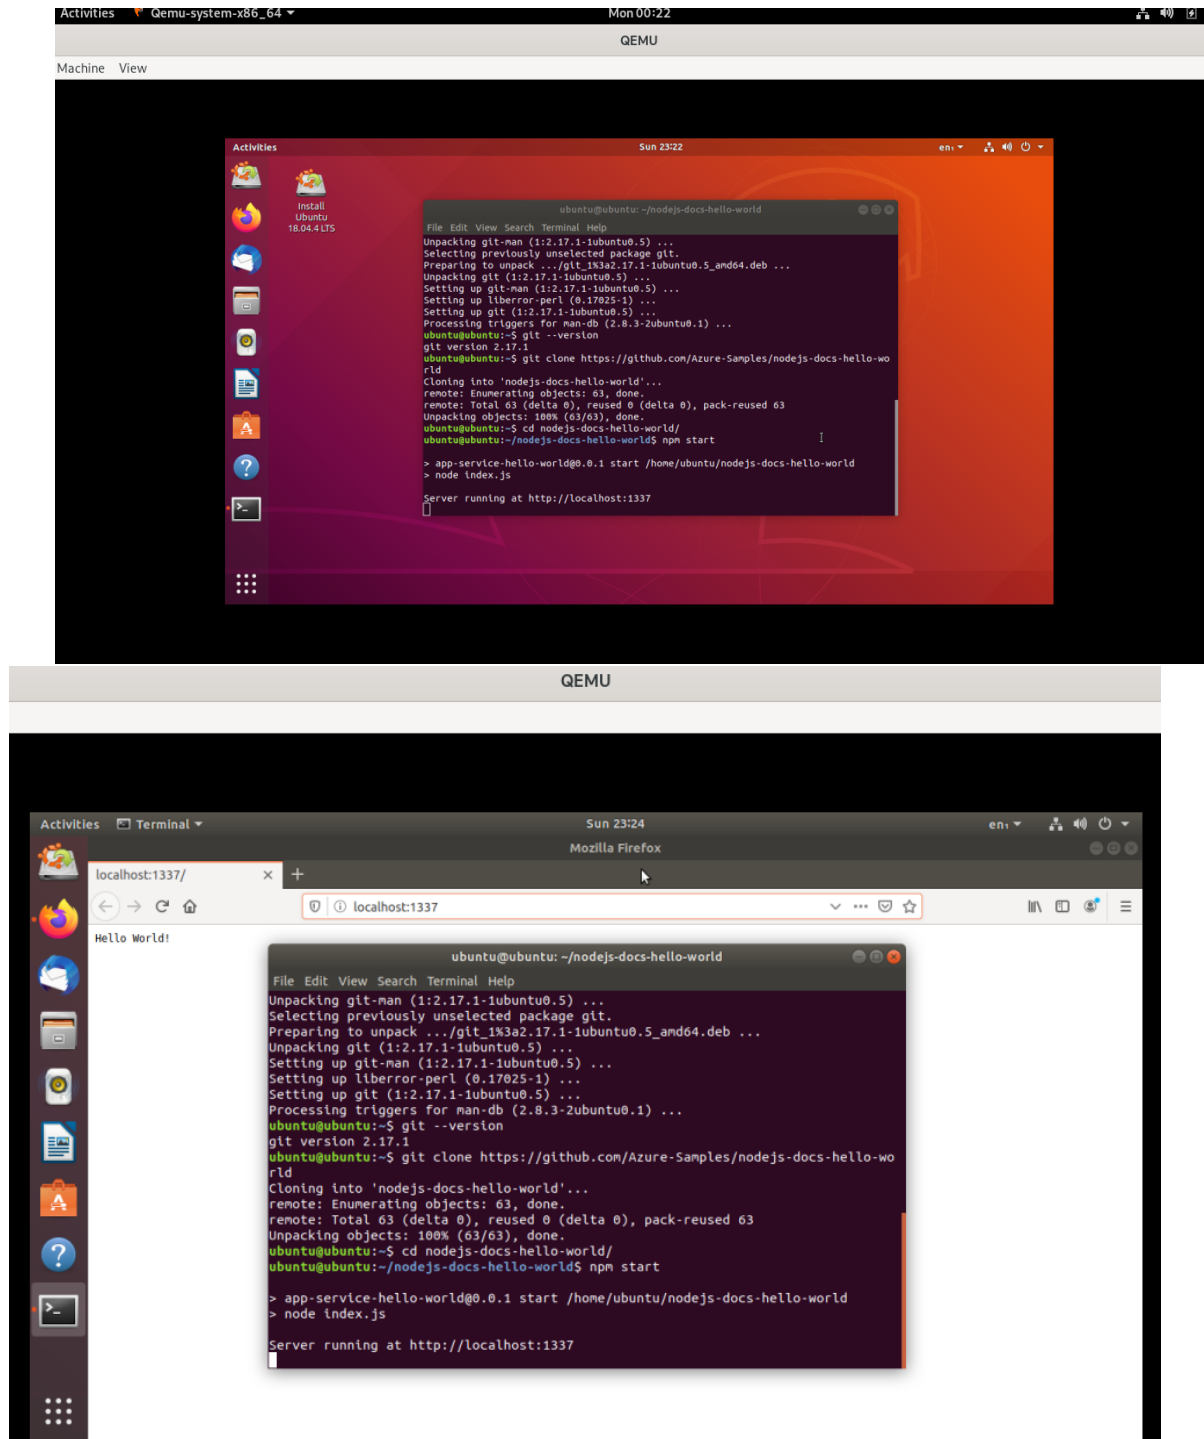 Activities Qemu-system-x86_64 Mon 00:22
QEMU
Machine View
Activities Sun 23:22 en₁
Install
Ubuntu
18.04.4 LTS
ubuntu@ubuntu: ~/nodejs-docs-hello-world
File Edit View Search Terminal Help
Unpacking git-man (1:2.17.1-1ubuntu0.5) ...
Selecting previously unselected package git.
Preparing to unpack .../git_1%3a2.17.1-1ubuntu0.5_amd64.deb ...
Unpacking git (1:2.17.1-1ubuntu0.5) ...
Setting up git-man (1:2.17.1-1ubuntu0.5) ...
Setting up liberror-perl (0.17025-1) ...
Setting up git (1:2.17.1-1ubuntu0.5) ...
Processing triggers for man-db (2.8.3-2ubuntu0.1) ...
ubuntu@ubuntu:~$ git --version
git version 2.17.1
ubuntu@ubuntu:~$ git clone https://github.com/Azure-Samples/nodejs-docs-hello-wo
rld
Cloning into 'nodejs-docs-hello-world'...
remote: Enumerating objects: 63, done.
remote: Total 63 (delta 0), reused 0 (delta 0), pack-reused 63
Unpacking objects: 100% (63/63), done.
ubuntu@ubuntu:~$ cd nodejs-docs-hello-world/
ubuntu@ubuntu:~/nodejs-docs-hello-world$ npm start
> app-service-hello-world@0.0.1 start /home/ubuntu/nodejs-docs-hello-world
> node index.js
Server running at http://localhost:1337
QEMU
Activities Terminal Sun 23:24 en₁
Mozilla Firefox
localhost:1337/
localhost:1337
Hello World!
ubuntu@ubuntu: ~/nodejs-docs-hello-world
File Edit View Search Terminal Help
Unpacking git-man (1:2.17.1-1ubuntu0.5) ...
Selecting previously unselected package git.
Preparing to unpack .../git_1%3a2.17.1-1ubuntu0.5_amd64.deb ...
Unpacking git (1:2.17.1-1ubuntu0.5) ...
Setting up git-man (1:2.17.1-1ubuntu0.5) ...
Setting up liberror-perl (0.17025-1) ...
Setting up git (1:2.17.1-1ubuntu0.5) ...
Processing triggers for man-db (2.8.3-2ubuntu0.1) ...
ubuntu@ubuntu:~$ git --version
git version 2.17.1
ubuntu@ubuntu:~$ git clone https://github.com/Azure-Samples/nodejs-docs-hello-wo
rld
Cloning into 'nodejs-docs-hello-world'...
remote: Enumerating objects: 63, done.
remote: Total 63 (delta 0), reused 0 (delta 0), pack-reused 63
Unpacking objects: 100% (63/63), done.
ubuntu@ubuntu:~$ cd nodejs-docs-hello-world/
ubuntu@ubuntu:~/nodejs-docs-hello-world$ npm start
> app-service-hello-world@0.0.1 start /home/ubuntu/nodejs-docs-hello-world
> node index.js
Server running at http://localhost:1337